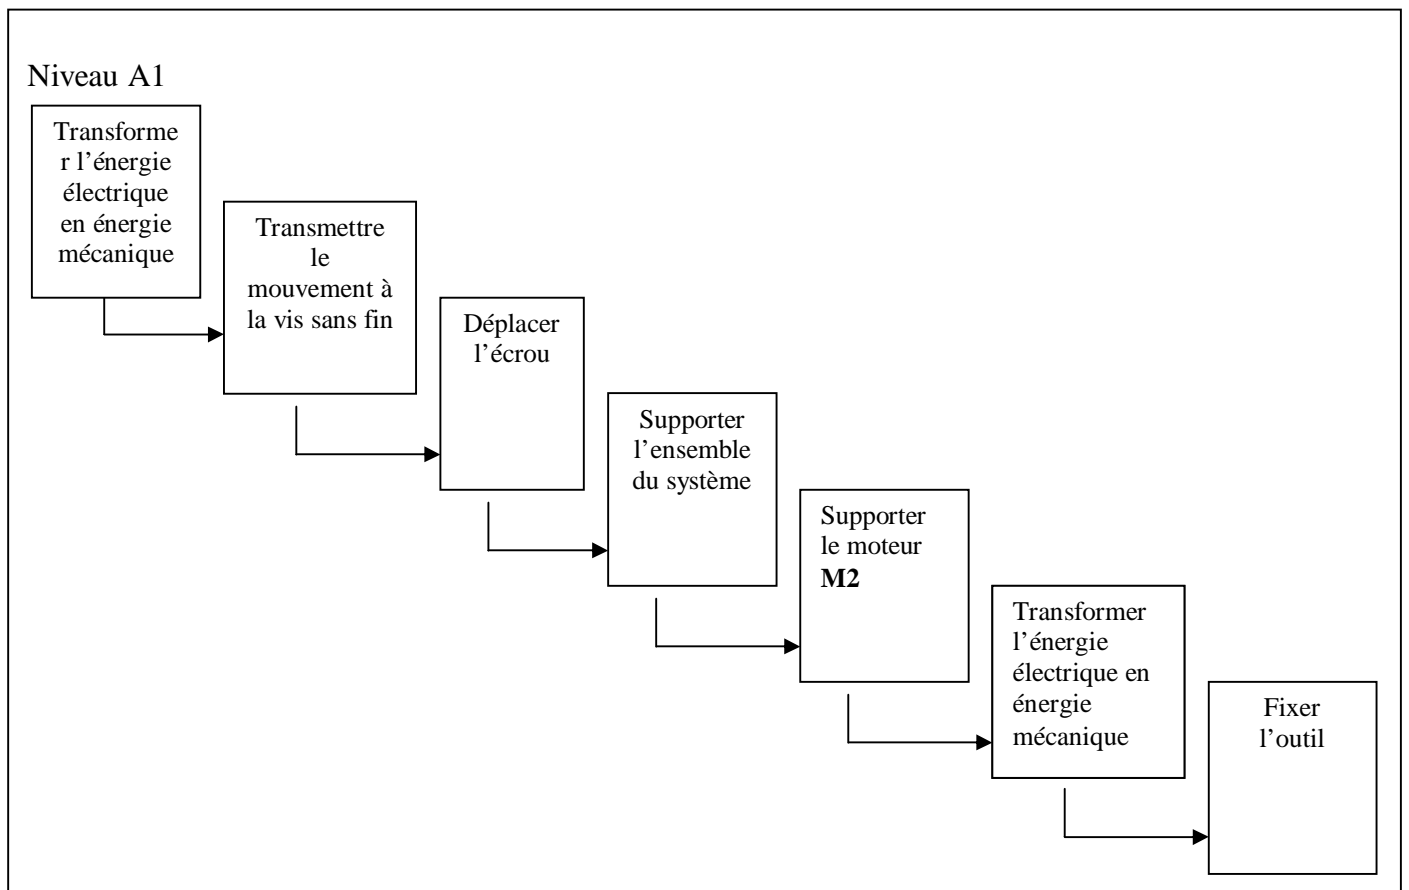 Niveau A1
Transforme
r l’énergie
électrique
en énergie
mécanique
Transmettre
le
mouvement à
la vis sans fin
Déplacer
l’écrou
Supporter
l’ensemble
du système
Supporter
le moteur
M2
Transformer
l’énergie
électrique en
énergie
mécanique
Fixer
l’outil